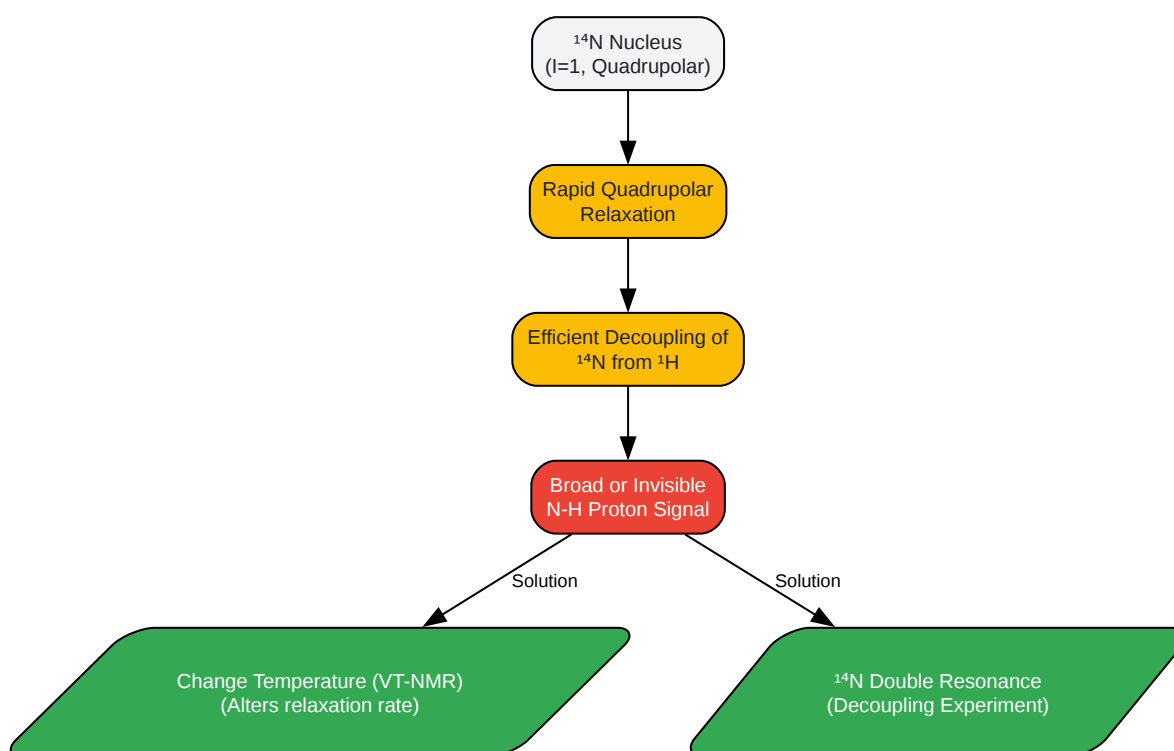 ¹⁴N Nucleus
(I=1, Quadrupolar)
Rapid Quadrupolar
Relaxation
Efficient Decoupling of
¹⁴N from ¹H
Broad or Invisible
N-H Proton Signal
Solution
Solution
Change Temperature (VT-NMR)
(Alters relaxation rate)
¹⁴N Double Resonance
(Decoupling Experiment)